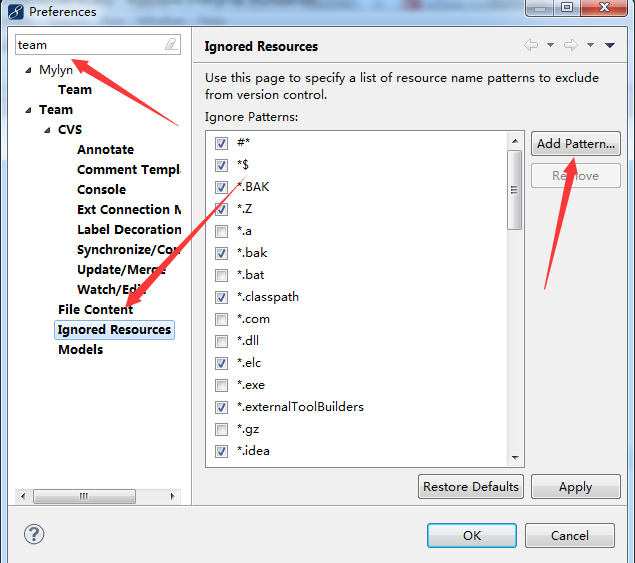 Preferences
team
Ignored Resources
Mylyn
Team
Team
CVS
Annotate
Comment Templ
Console
Ext Connection M
Label Decoration
Synchronize/Co
Update/Merge
Watch/Edit
File Content
Ignored Resources
Models
Use this page to specify a list of resource name patterns to exclude
from version control.
Ignore Patterns:
#*
*$
*.BAK
*.Z
*.a
*.bak
*.bat
*.classpath
*.com
*.dll
*.elc
*.exe
*.externalToolBuilders
*.gz
*.idea
Add Pattern...
Remove
Restore Defaults
Apply
?
OK
Cancel